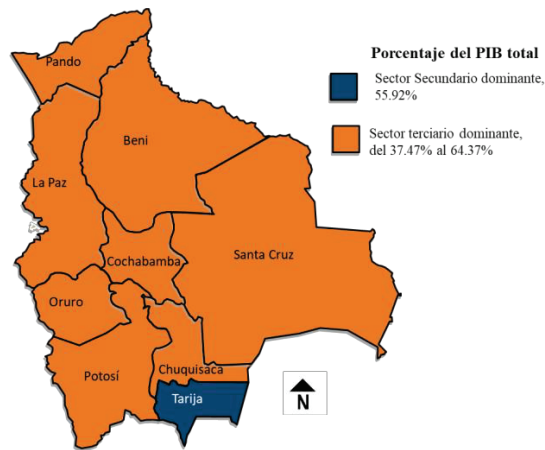 Porcentaje del PIB total
Sector Secundario dominante,
55.92%
Sector terciario dominante,
del 37.47% al 64.37%
Pando
Beni
La Paz
Cochabamba
Santa Cruz
Oruro
Potosí
Chuquisaca
Tarija
N